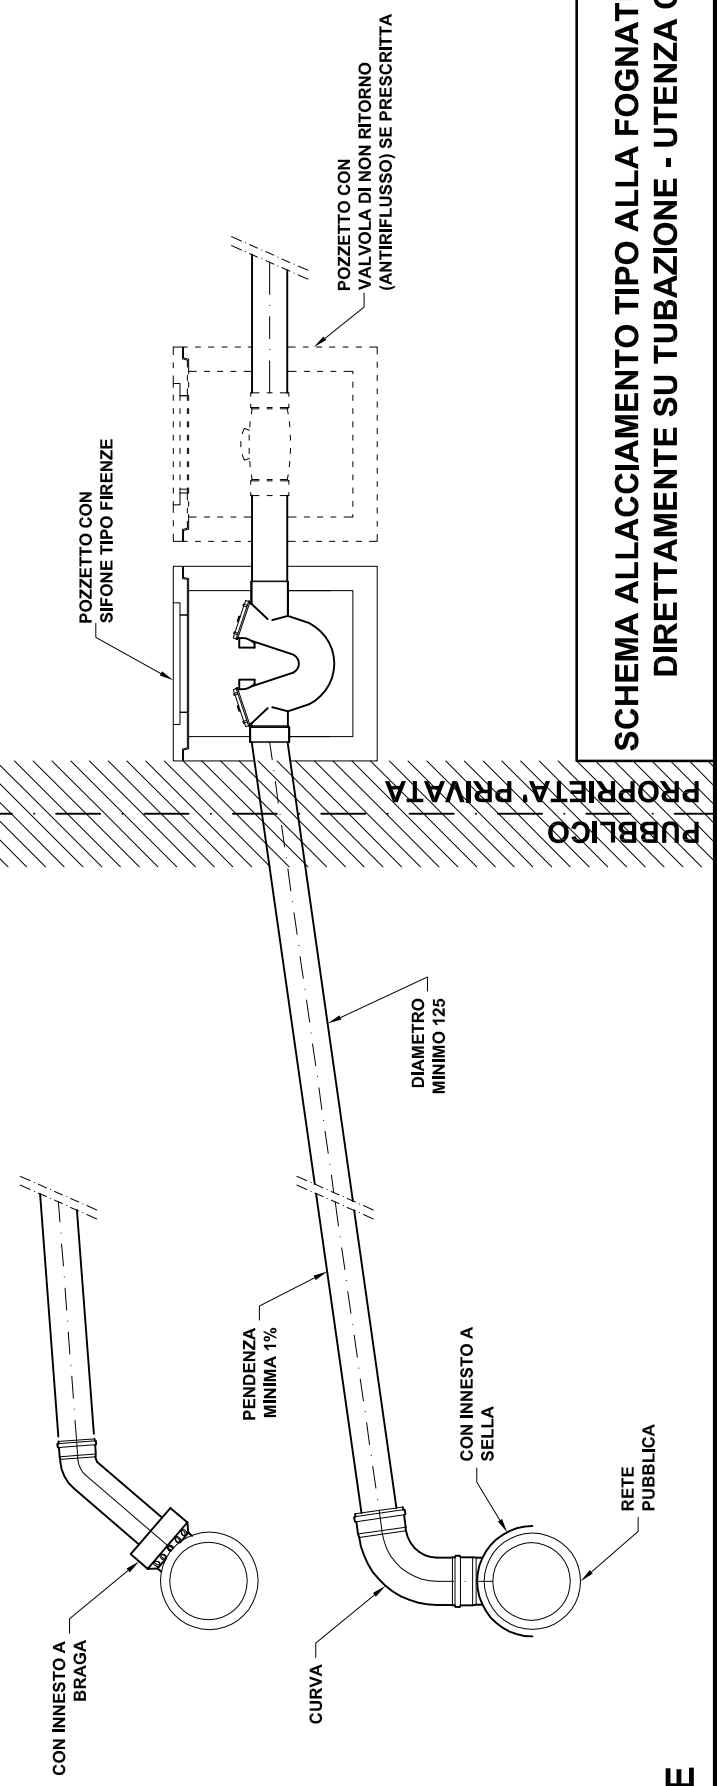 CON INNESTO A
BRAGA
POZZETTO CON
SIFONE TIPO FIRENZE
POZZETTO CON
VALVOLA DI NON RITORNO
(ANTIRIFLUSSO) SE PRESCRITTA
PENDENZA
MINIMA 1%
DIAMETRO
MINIMO 125
CURVA
CON INNESTO A
SELLA
RETE
PUBBLICA
PUBBLICO
PROPRIETA' PRIVATA
SCHEMA ALLACCIAMENTO TIPO ALLA
DIRETTAMENTE SU TUBAZIONE - UTENZA